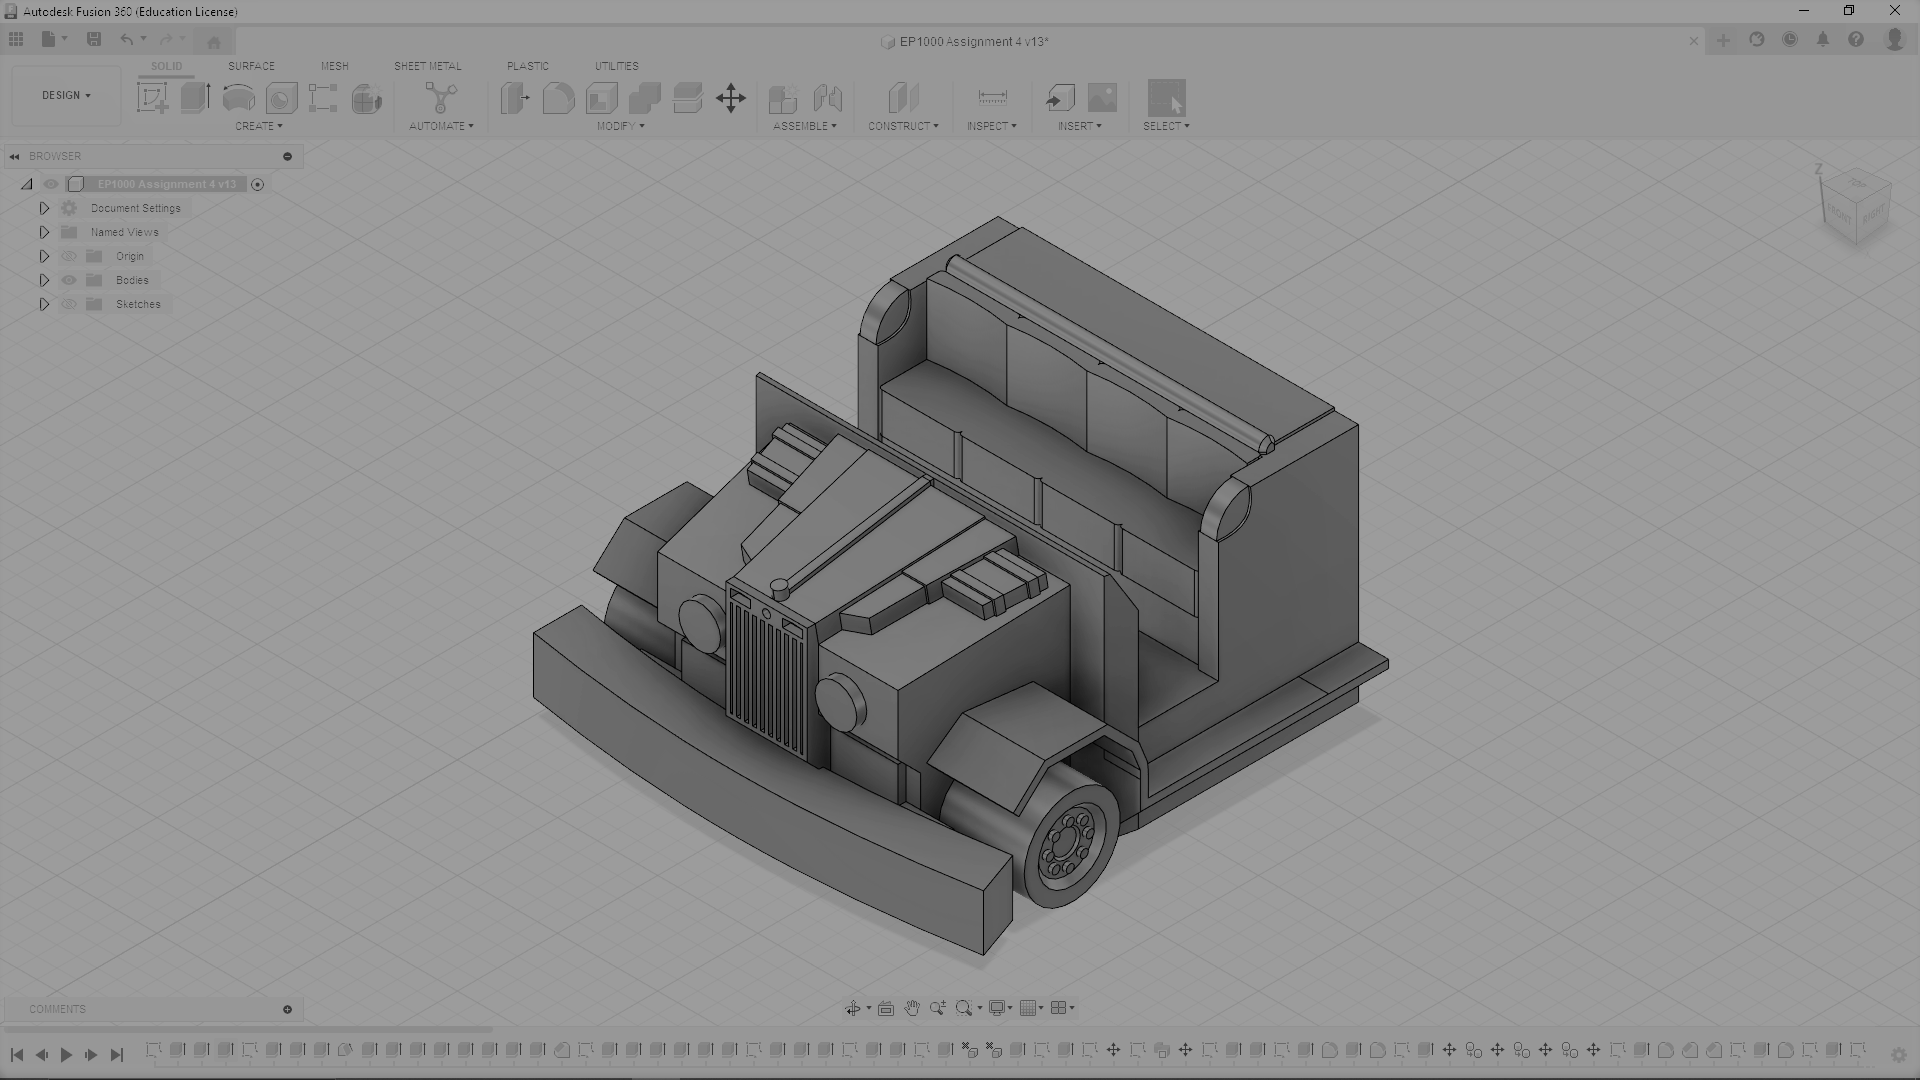 Autodesk Fusion 360 (Education License)
EP1000 Assignment 4 v13*
SOLID SURFACE MESH SHEET METAL PLASTIC UTILITIES
DESIGN
CREATE AUTOMATE MODIFY ASSEMBLE CONSTRUCT INSPECT INSERT SELECT
BROWSER
EP1000 Assignment 4 v13
Document Settings
Named Views
Origin
Bodies
Sketches
Z
FRONT RIGHT
COMMENTS